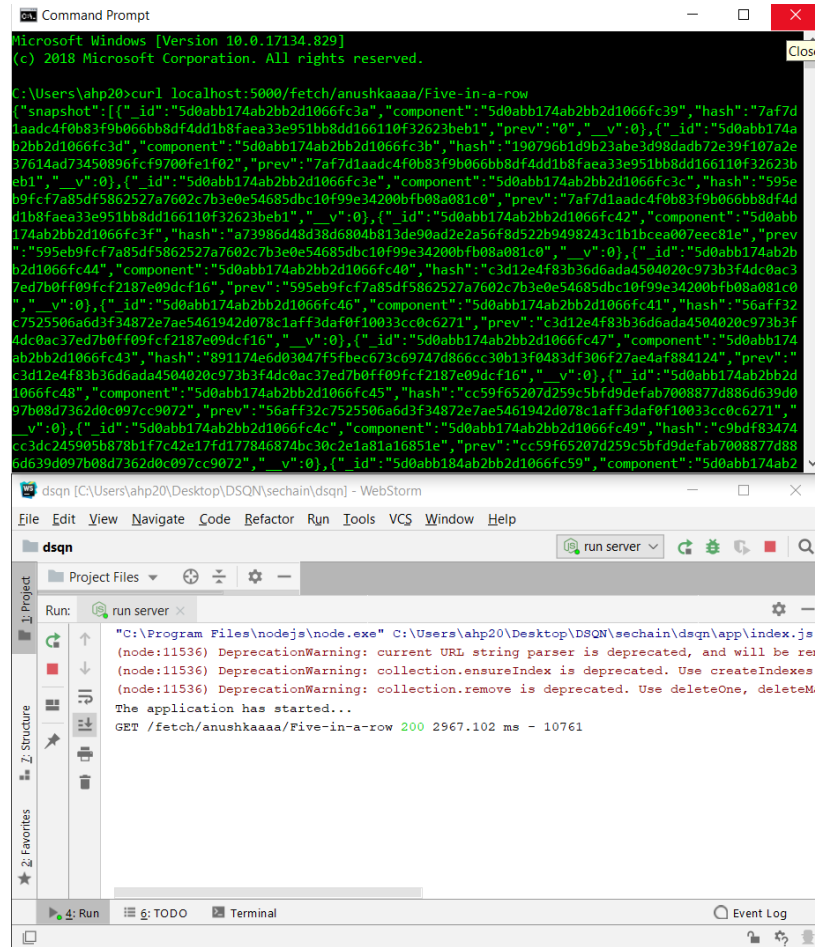 Command Prompt
Close
Microsoft Windows [Version 10.0.17134.829]
(c) 2018 Microsoft Corporation. All rights reserved.
C:\Users\ahp20>curl localhost:5000/fetch/anushkaaaa/Five-in-a-row
{"snapshot":[{"_id":"5d0abb174ab2bb2d1066fc3a","component":"5d0abb174ab2bb2d1066fc39","hash":"7af7d
1aadc4f0b83f9b066bb8df4dd1b8faea33e951bb8dd166110f32623beb1","prev":"0","__v":0},{"_id":"5d0abb174a
b2bb2d1066fc3d","component":"5d0abb174ab2bb2d1066fc3b","hash":"190796b1d9b23abe3d98dadb72e39f107a2e
37614ad73450896fcf9700fe1f02","prev":"7af7d1aadc4f0b83f9b066bb8df4dd1b8faea33e951bb8dd166110f32623b
eb1","__v":0},{"_id":"5d0abb174ab2bb2d1066fc3e","component":"5d0abb174ab2bb2d1066fc3c","hash":"595e
b9fcf7a85df5862527a7602c7b3e0e54685dbc10f99e34200bfb08a081c0","prev":"7af7d1aadc4f0b83f9b066bb8df4d
d1b8faea33e951bb8dd166110f32623beb1","__v":0},{"_id":"5d0abb174ab2bb2d1066fc42","component":"5d0abb
174ab2bb2d1066fc3f","hash":"a73986d48d38d6804b813de90ad2e2a56f8d522b9498243c1b1bcea007eec81e","prev
":"595eb9fcf7a85df5862527a7602c7b3e0e54685dbc10f99e34200bfb08a081c0","__v":0},{"_id":"5d0abb174ab2b
b2d1066fc44","component":"5d0abb174ab2bb2d1066fc40","hash":"c3d12e4f83b36d6ada4504020c973b3f4dc0ac3
7ed7b0ff09fcf2187e09dcf16","prev":"595eb9fcf7a85df5862527a7602c7b3e0e54685dbc10f99e34200bfb08a081c0
","__v":0},{"_id":"5d0abb174ab2bb2d1066fc46","component":"5d0abb174ab2bb2d1066fc41","hash":"56aff32
c7525506a6d3f34872e7ae5461942d078c1aff3daf0f10033cc0c6271","prev":"c3d12e4f83b36d6ada4504020c973b3f
4dc0ac37ed7b0ff09fcf2187e09dcf16","__v":0},{"_id":"5d0abb174ab2bb2d1066fc47","component":"5d0abb174
ab2bb2d1066fc43","hash":"891174e6d03047f5fbec673c69747d866cc30b13f0483df306f27ae4af884124","prev":"
c3d12e4f83b36d6ada4504020c973b3f4dc0ac37ed7b0ff09fcf2187e09dcf16","__v":0},{"_id":"5d0abb174ab2bb2d
1066fc48","component":"5d0abb174ab2bb2d1066fc45","hash":"cc59f65207d259c5bfd9defab7008877d886d639d0
97b08d7362d0c097cc9072","prev":"56aff32c7525506a6d3f34872e7ae5461942d078c1aff3daf0f10033cc0c6271","
__v":0},{"_id":"5d0abb174ab2bb2d1066fc4c","component":"5d0abb174ab2bb2d1066fc49","hash":"c9bdf83474
cc3dc245905b878b1f7c42e17fd177846874bc30c2e1a81a16851e","prev":"cc59f65207d259c5bfd9defab7008877d88
6d639d097b08d7362d0c097cc9072","__v":0},{"_id":"5d0abb184ab2bb2d1066fc59","component":"5d0abb174ab2
dsqn [C:\Users\ahp20\Desktop\DSQN\sechain\dsqn] - WebStorm
File Edit View Navigate Code Refactor Run Tools VCS Window Help
dsqn
run server
1: Project
Project Files
Run: run server
"C:\Program Files\nodejs\node.exe" C:\Users\ahp20\Desktop\DSQN\sechain\dsqn\app\index.js
(node:11536) DeprecationWarning: current URL string parser is deprecated, and will be re
(node:11536) DeprecationWarning: collection.ensureIndex is deprecated. Use createIndexes
(node:11536) DeprecationWarning: collection.remove is deprecated. Use deleteOne, deleteM
The application has started...
GET /fetch/anushkaaaa/Five-in-a-row 200 2967.102 ms - 10761
Z: Structure
2: Favorites
4: Run 6: TODO Terminal Event Log